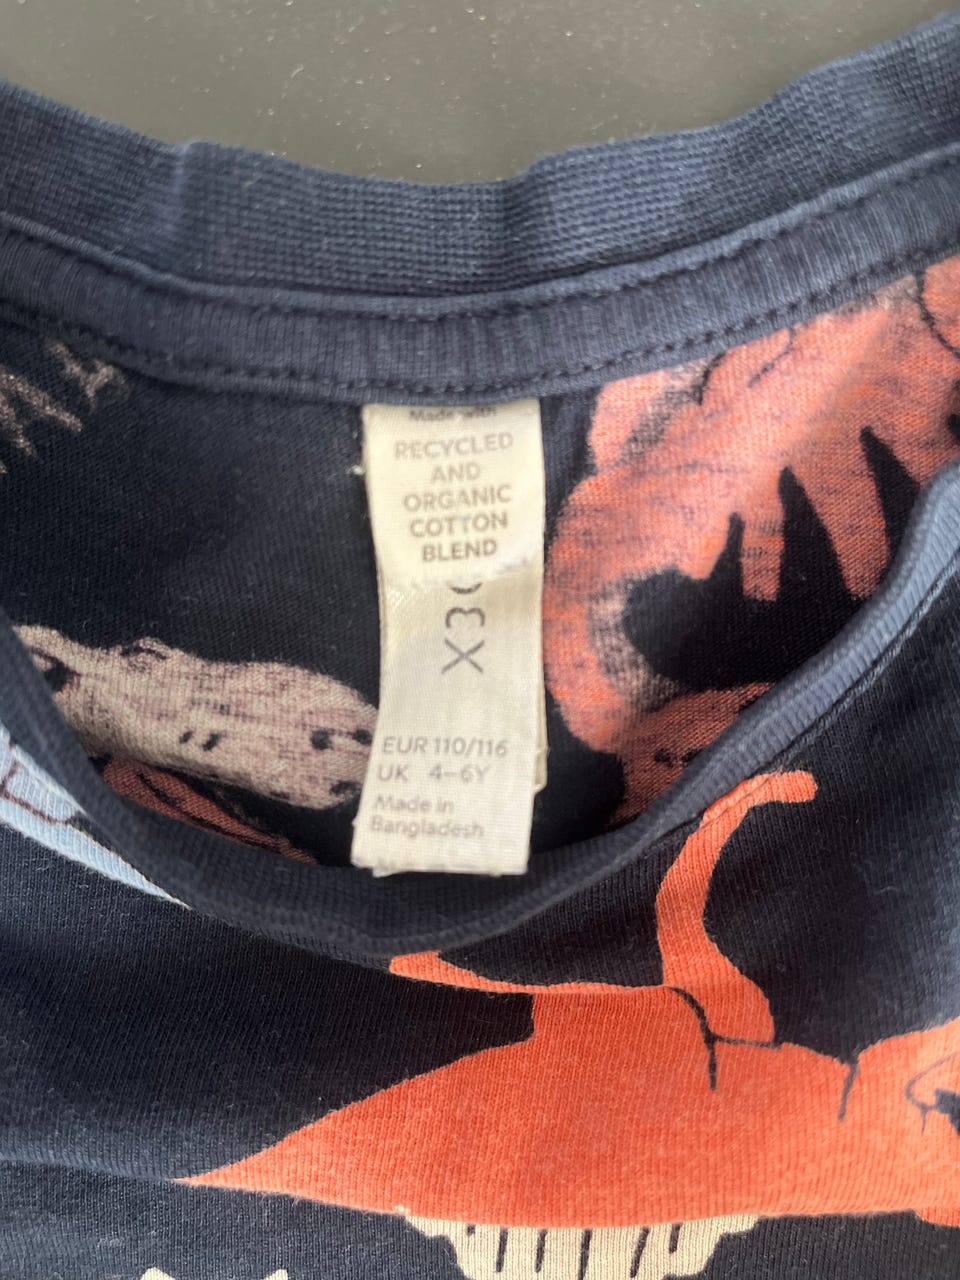 Made with
RECYCLED
AND
ORGANIC
COTTON
BLEND
EUR 110/116
UK 4–6Y
Made in
Bangladesh